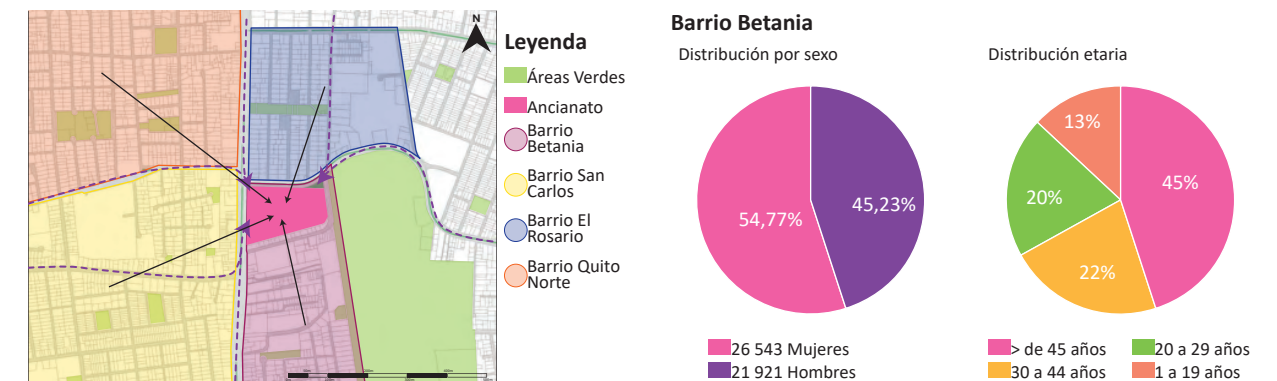 N
Leyenda
Áreas Verdes
Ancianato
Barrio
Betania
Barrio San
Carlos
Barrio El
Rosario
Barrio Quito
Norte
Barrio Betania
Distribución por sexo
54,77%
45,23%
26 543 Mujeres
21 921 Hombres
Distribución etaria
13%
45%
20%
22%
> de 45 años
20 a 29 años
30 a 44 años
1 a 19 años